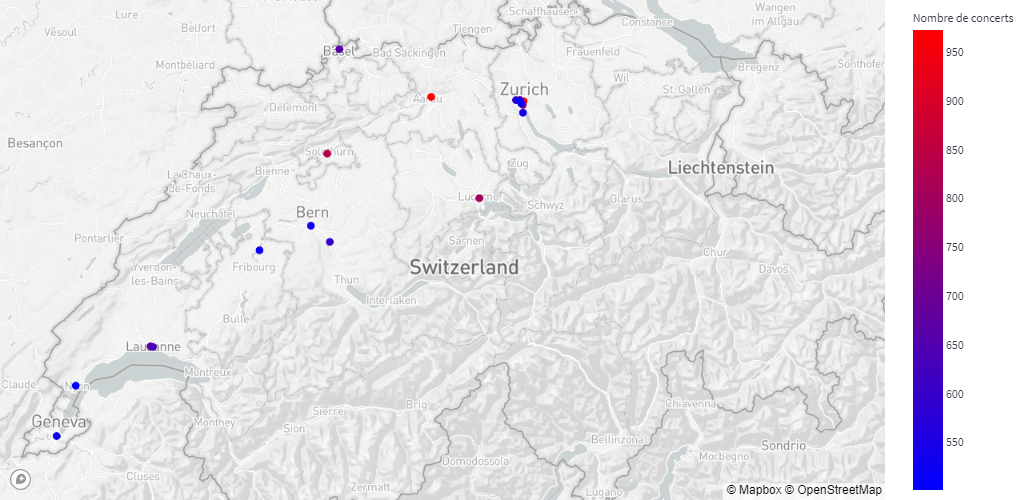 Lure
Vesoul
Belfort
Montbéliard
Besançon
Pontarlier
Basel
Bad Säckingen
Tiengen
Schaffhausen
Constance
Wangen
im Allgäu
Sonthofen
Bregenz
Frauenfeld
Wil
St. Gallen
Zurich
Aarau
Delémont
Solothurn
Bienne
La Chaux-
de-Fonds
Neuchâtel
Bern
Zug
Lucerne
Schwyz
Glarus
Liechtenstein
Sarnen
Switzerland
Fribourg
Yverdon-
les-Bains
Thun
Interlaken
Bulle
Chur
Davos
Lausanne
Montreux
Nyon
Claude
Geneva
Monthey
Sierre
Sion
Brig
Zermatt
Cluses
Domodossola
Bellinzona
Lugano
Chiavenna
Morbegno
Sondrio
© Mapbox © OpenStreetMap
Nombre de concerts
950
900
850
800
750
700
650
600
550